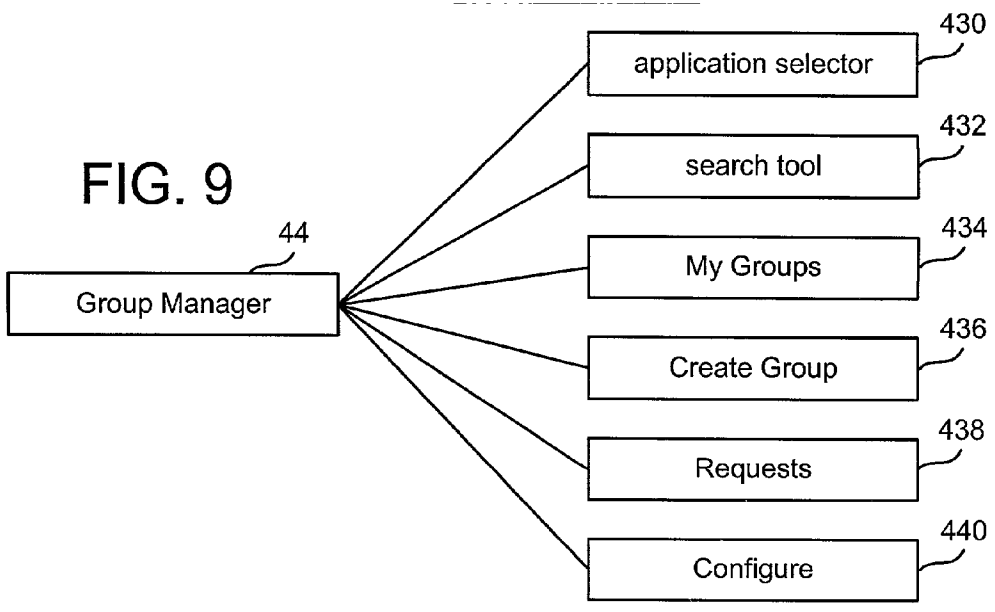 430
application selector
432
search tool
FIG. 9
434
44
My Groups
Group Manager
436
Create Group
438
Requests
440
Configure